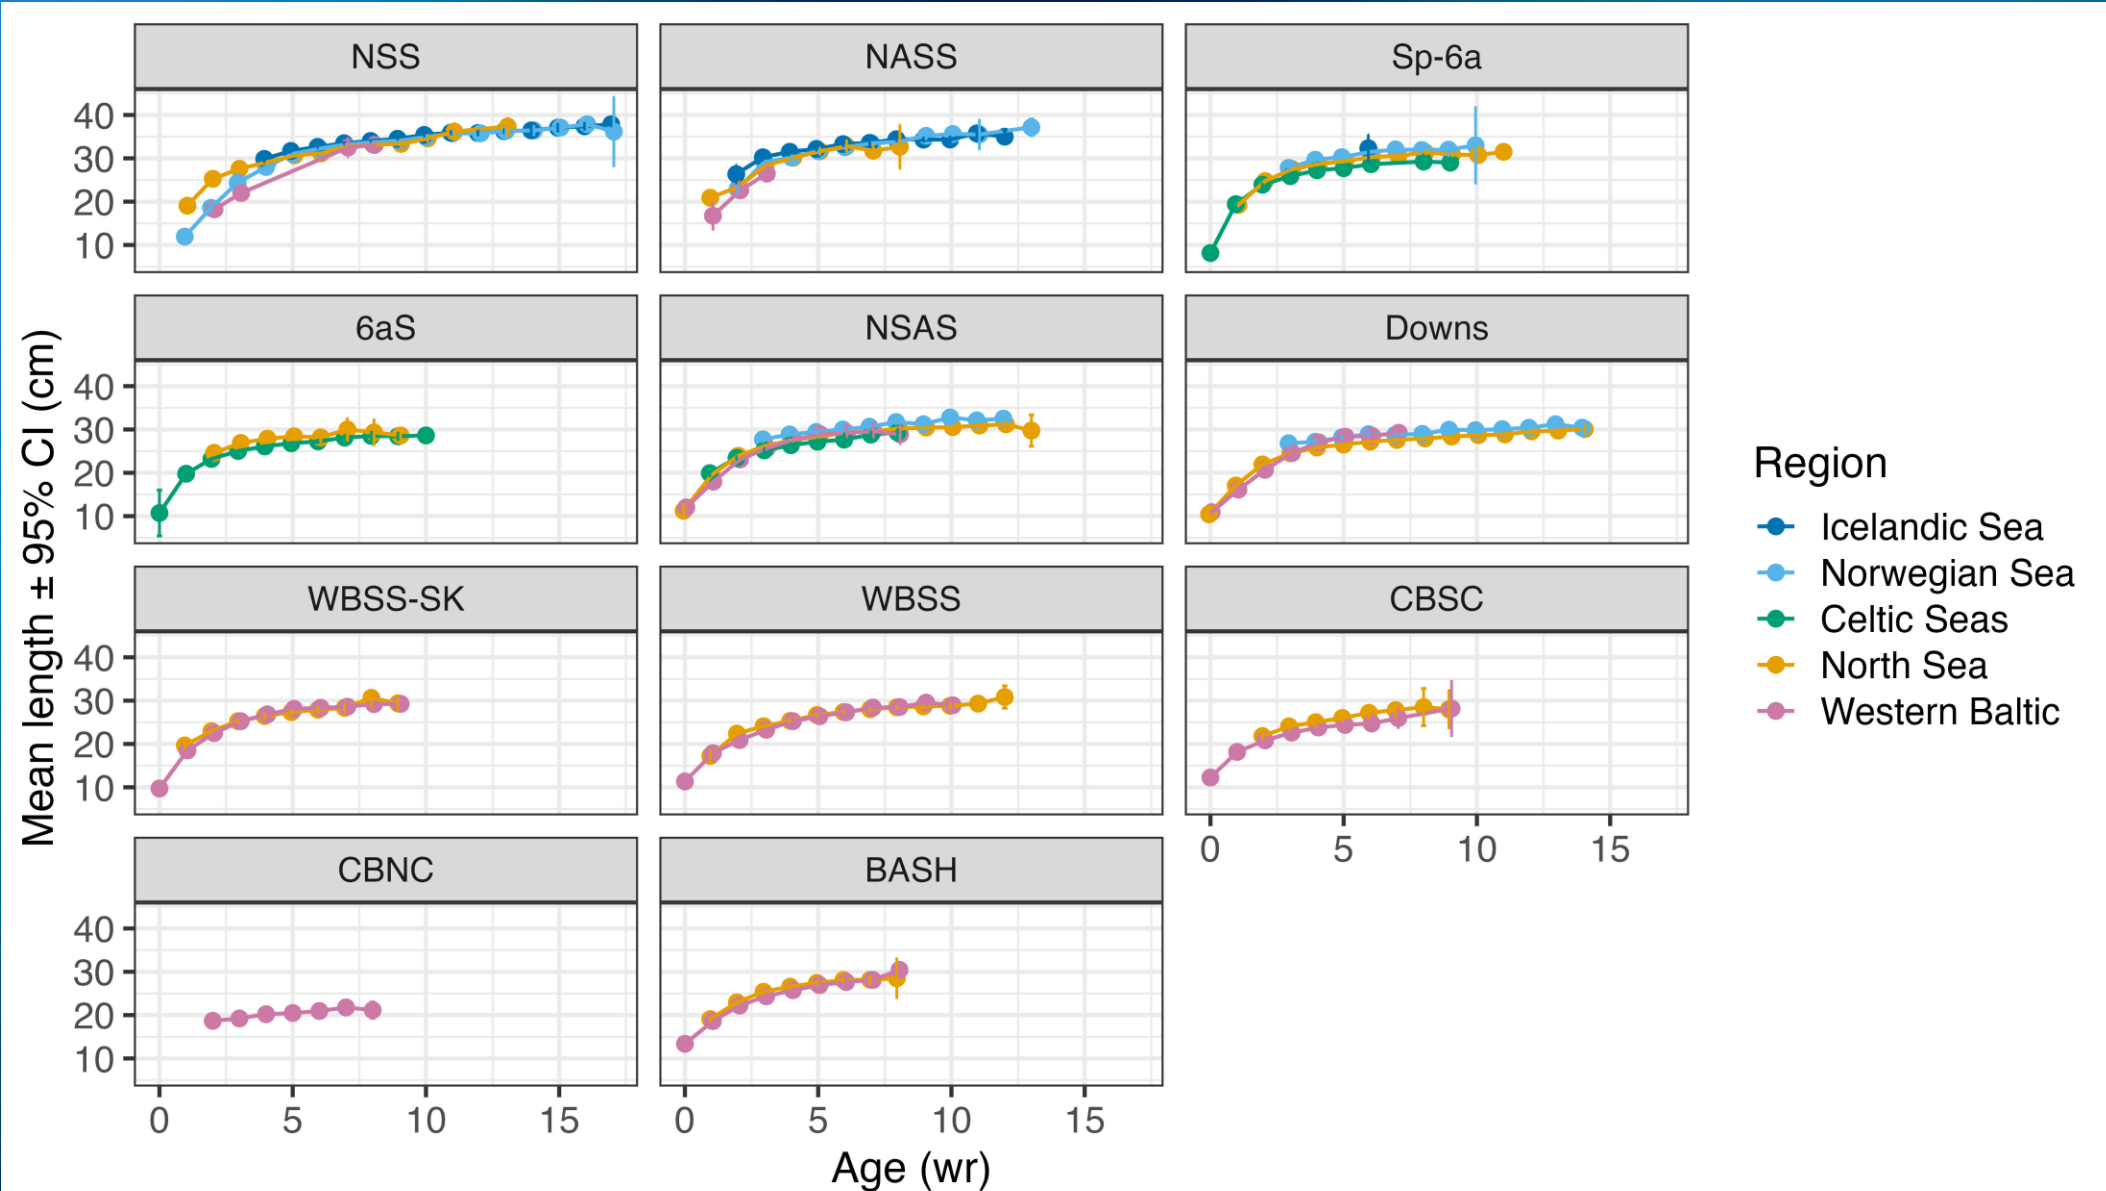 NSS
NASS
Sp-6a
40
30
20
10
6aS
NSAS
Downs
40
30
20
10
WBSS-SK
WBSS
CBSC
40
30
20
10
0 5 10 15
CBNC
BASH
40
30
20
10
0 5 10 15
0 5 10 15
Age (wr)
Mean length ± 95% CI (cm)
Region
Icelandic Sea
Norwegian Sea
Celtic Seas
North Sea
Western Baltic